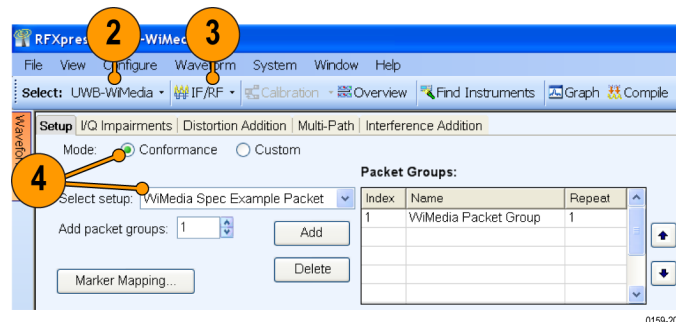 2
3
RFXpres -WiMed
File View Configure Waveform System Window Help
Select: UWB-WiMedia IF/RF Calibration Overview Find Instruments Graph Compile
Setup I/Q Impairments Distortion Addition Multi-Path Interference Addition
Mode: Conformance Custom
4
Packet Groups:
Select setup: WiMedia Spec Example Packet
Index Name Repeat
1 WiMedia Packet Group 1
Add packet groups: 1 Add
Delete
Marker Mapping...
0159-20